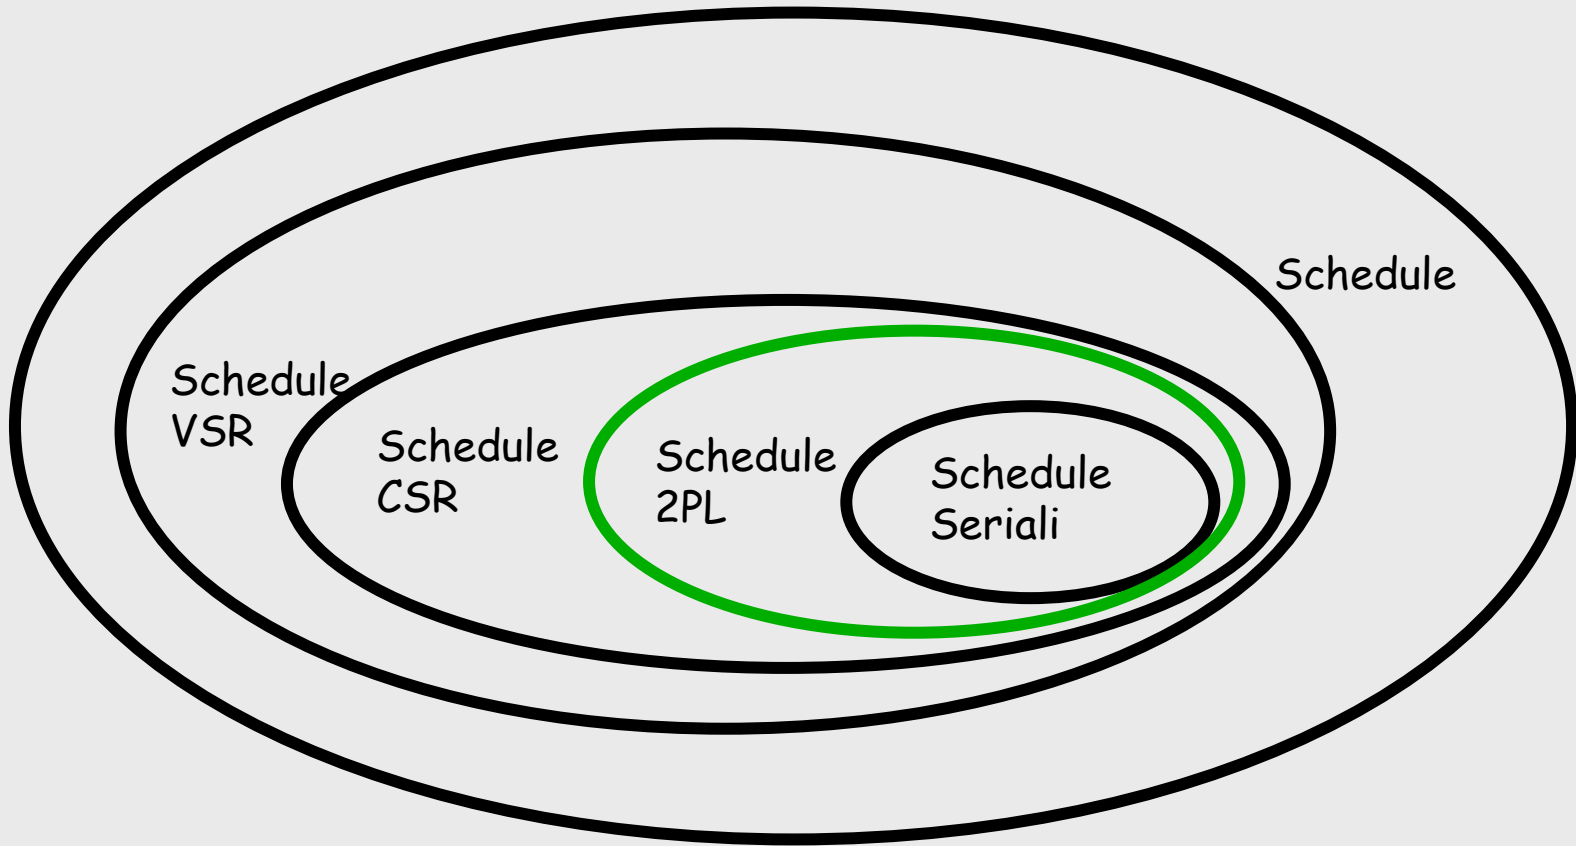 Schedule
Schedule
VSR
Schedule
CSR
Schedule
2PL
Schedule
Seriali